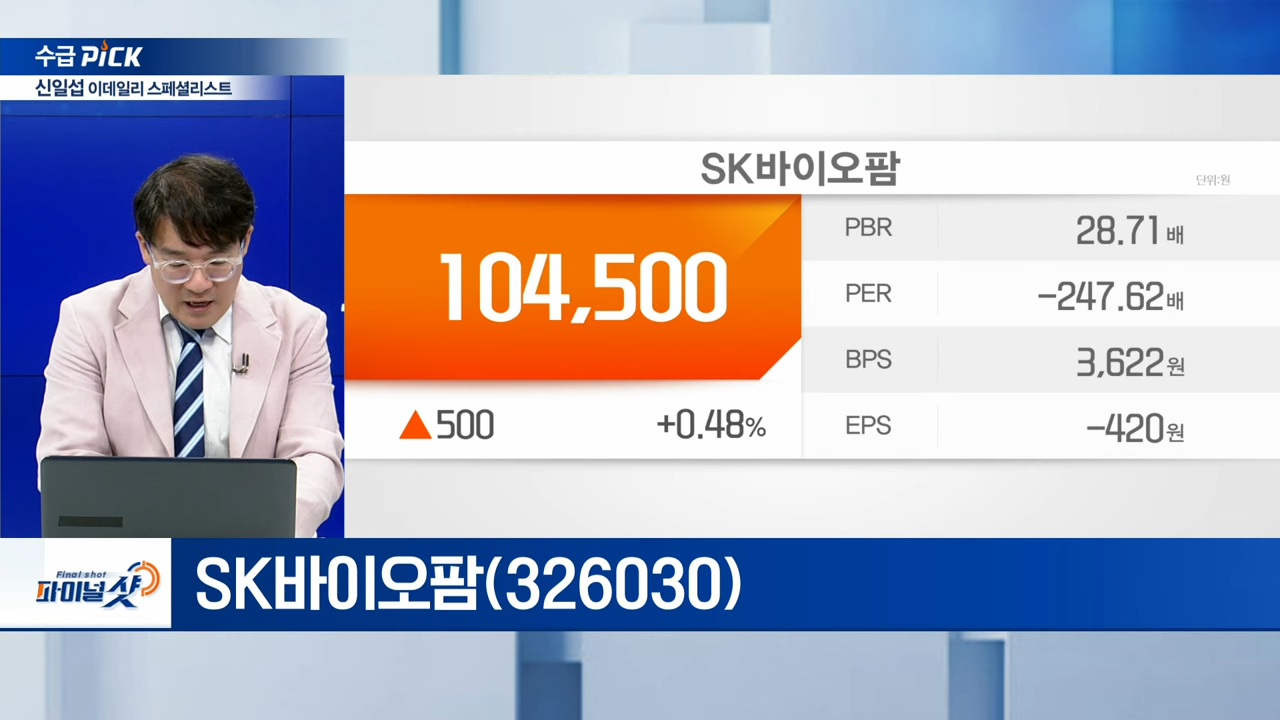 수급 PiCK
신일섭 이데일리 스페셜리스트
SK바이오팜
단위:원
104,500
▲500 +0.48%
PBR 28.71배
PER -247.62배
BPS 3,622원
EPS -420원
Final shot
파이널샷
SK바이오팜(326030)